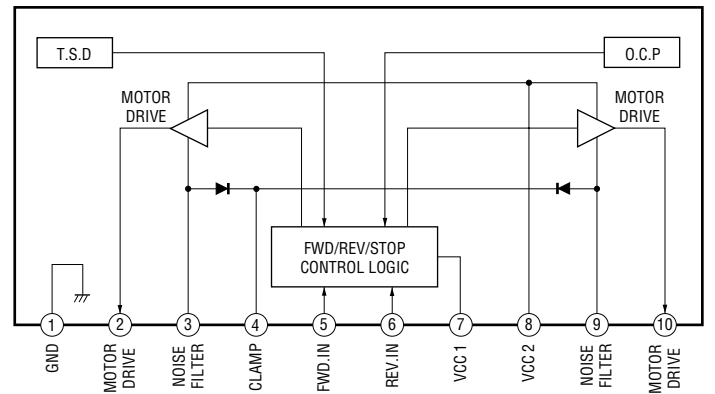 T.S.D
O.C.P
MOTOR
DRIVE
MOTOR
DRIVE
FWD/REV/STOP
CONTROL LOGIC
1
2
3
4
5
6
7
8
9
10
GND
MOTOR
DRIVE
NOISE
FILTER
CLAMP
FWD.IN
REV.IN
VCC 1
VCC 2
NOISE
FILTER
MOTOR
DRIVE